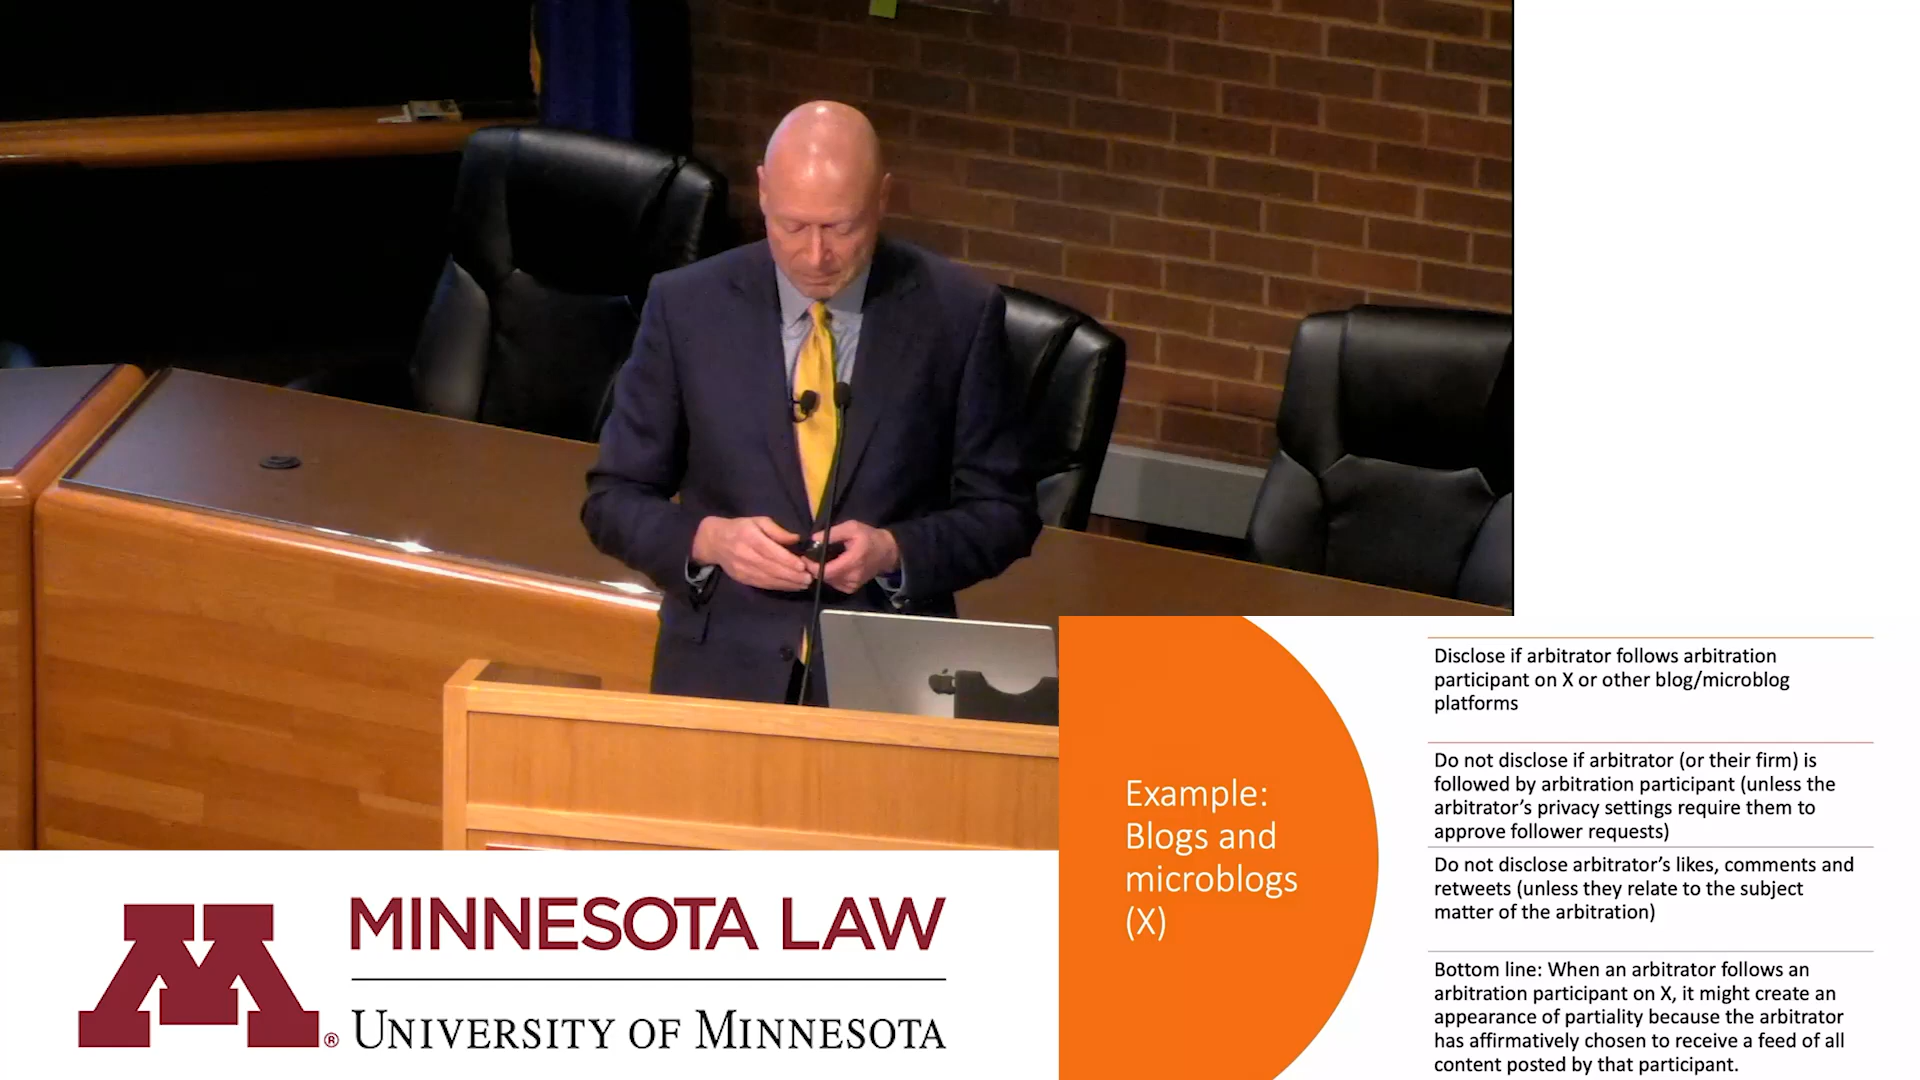 MINNESOTA LAW
®
UNIVERSITY OF MINNESOTA
Example:
Blogs and
microblogs
(X)
Disclose if arbitrator follows arbitration
participant on X or other blog/microblog
platforms
Do not disclose if arbitrator (or their firm) is
followed by arbitration participant (unless the
arbitrator’s privacy settings require them to
approve follower requests)
Do not disclose arbitrator’s likes, comments and
retweets (unless they relate to the subject
matter of the arbitration)
Bottom line: When an arbitrator follows an
arbitration participant on X, it might create an
appearance of partiality because the arbitrator
has affirmatively chosen to receive a feed of all
content posted by that participant.